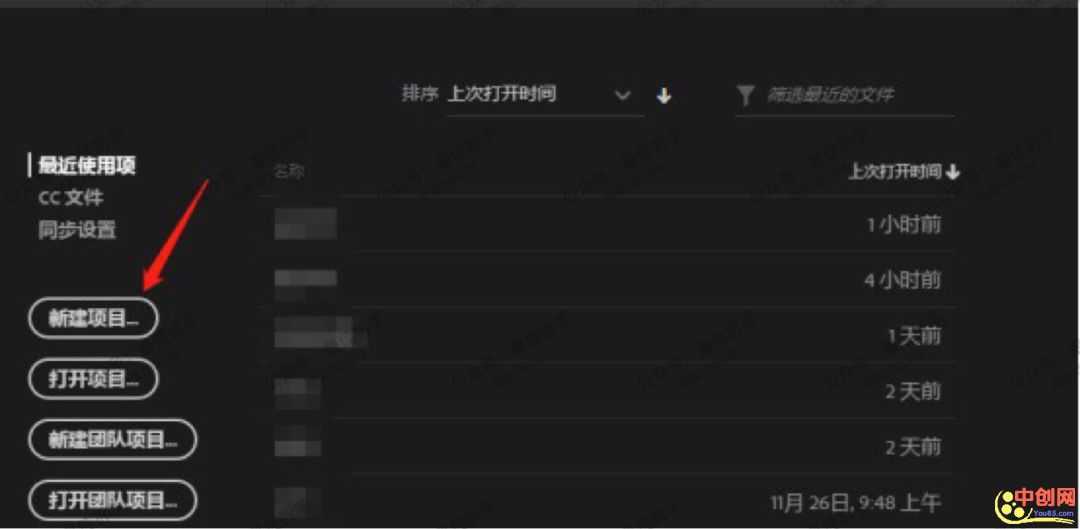 排序 上次打开时间
筛选最近的文件
最近使用项
CC 文件
同步设置
新建项目...
打开项目...
新建团队项目...
打开团队项目...
名称
上次打开时间
1 小时前
4 小时前
1 天前
2 天前
2 天前
11月 26日, 9:48 上午
中创网
You85.com